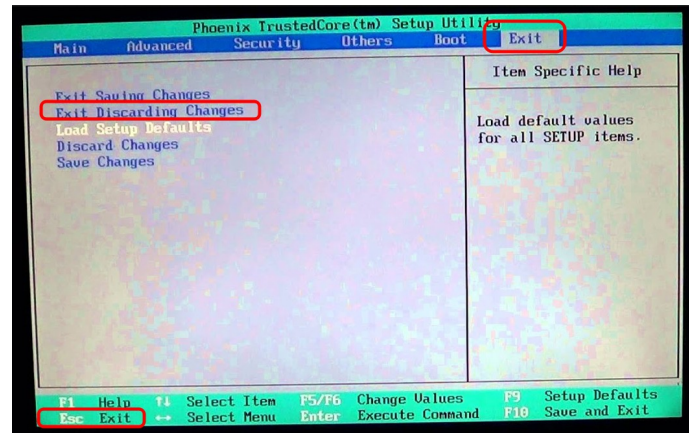 Phoenix TrustedCore(tm) Setup Utility
Main Advanced Security Others Boot Exit
Item Specific Help
Exit Saving Changes
Exit Discarding Changes
Load Setup Defaults
Discard Changes
Save Changes
Load default values
for all SETUP items.
F1 Help ↑↓ Select Item F5/F6 Change Values F9 Setup Defaults
Esc Exit ↔ Select Menu Enter Execute Command F10 Save and Exit